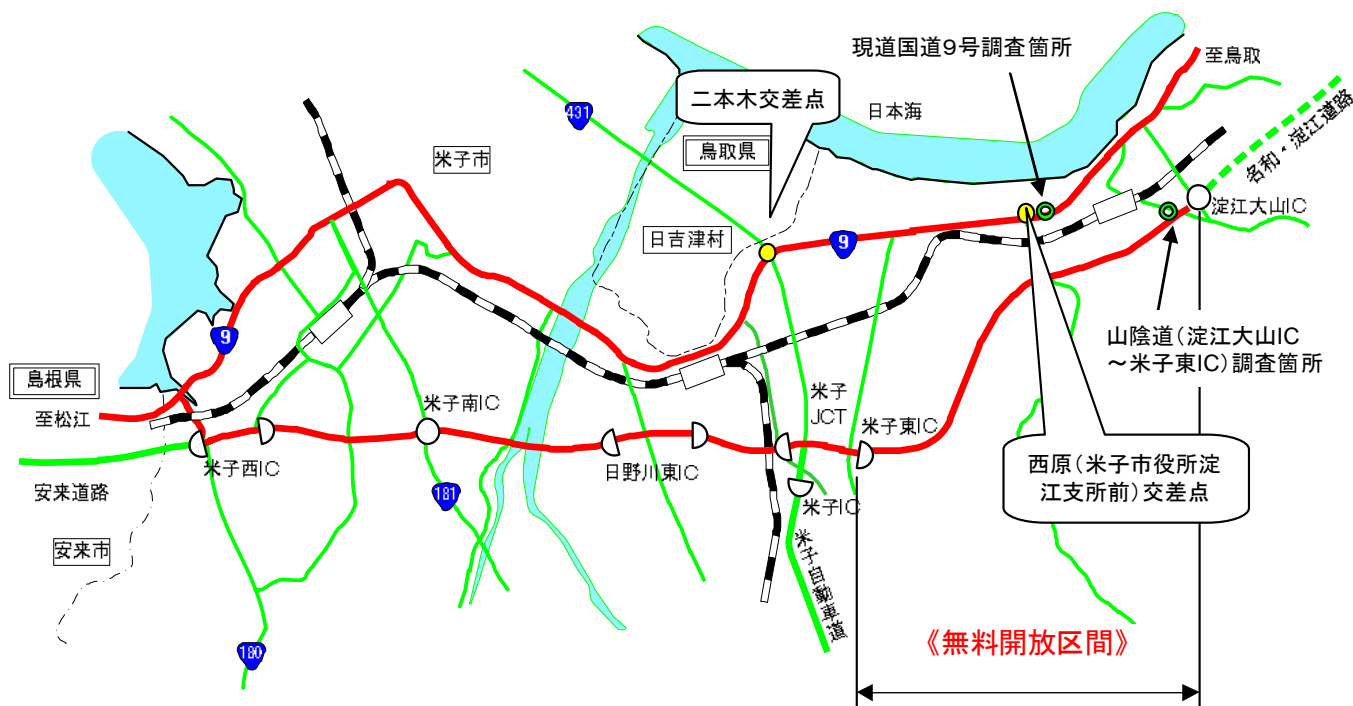 現道国道9号調査箇所
至鳥取
二本木交差点
日本海
431
鳥取県
米子市
名和・淀江道路
淀江大山IC
日吉津村
9
9
山陰道(淀江大山IC
~米子東IC)調査箇所
島根県
至松江
米子南IC
米子
JCT
米子東IC
米子西IC
日野川東IC
西原(米子市役所淀
江支所前)交差点
安来道路
181
米子IC
安来市
米子自動車道
180
《無料開放区間》